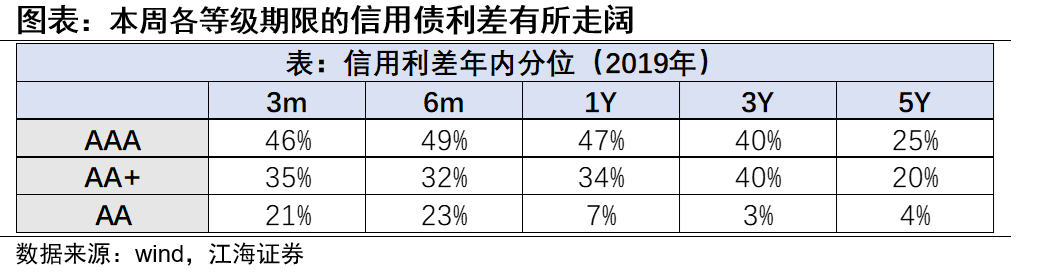 图表：本周各等级期限的信用债利差有所走阔
表：信用利差年内分位（2019年）
3m 6m 1Y 3Y 5Y
AAA 46% 49% 47% 40% 25%
AA+ 35% 32% 34% 40% 20%
AA 21% 23% 7% 3% 4%
数据来源：wind，江海证券